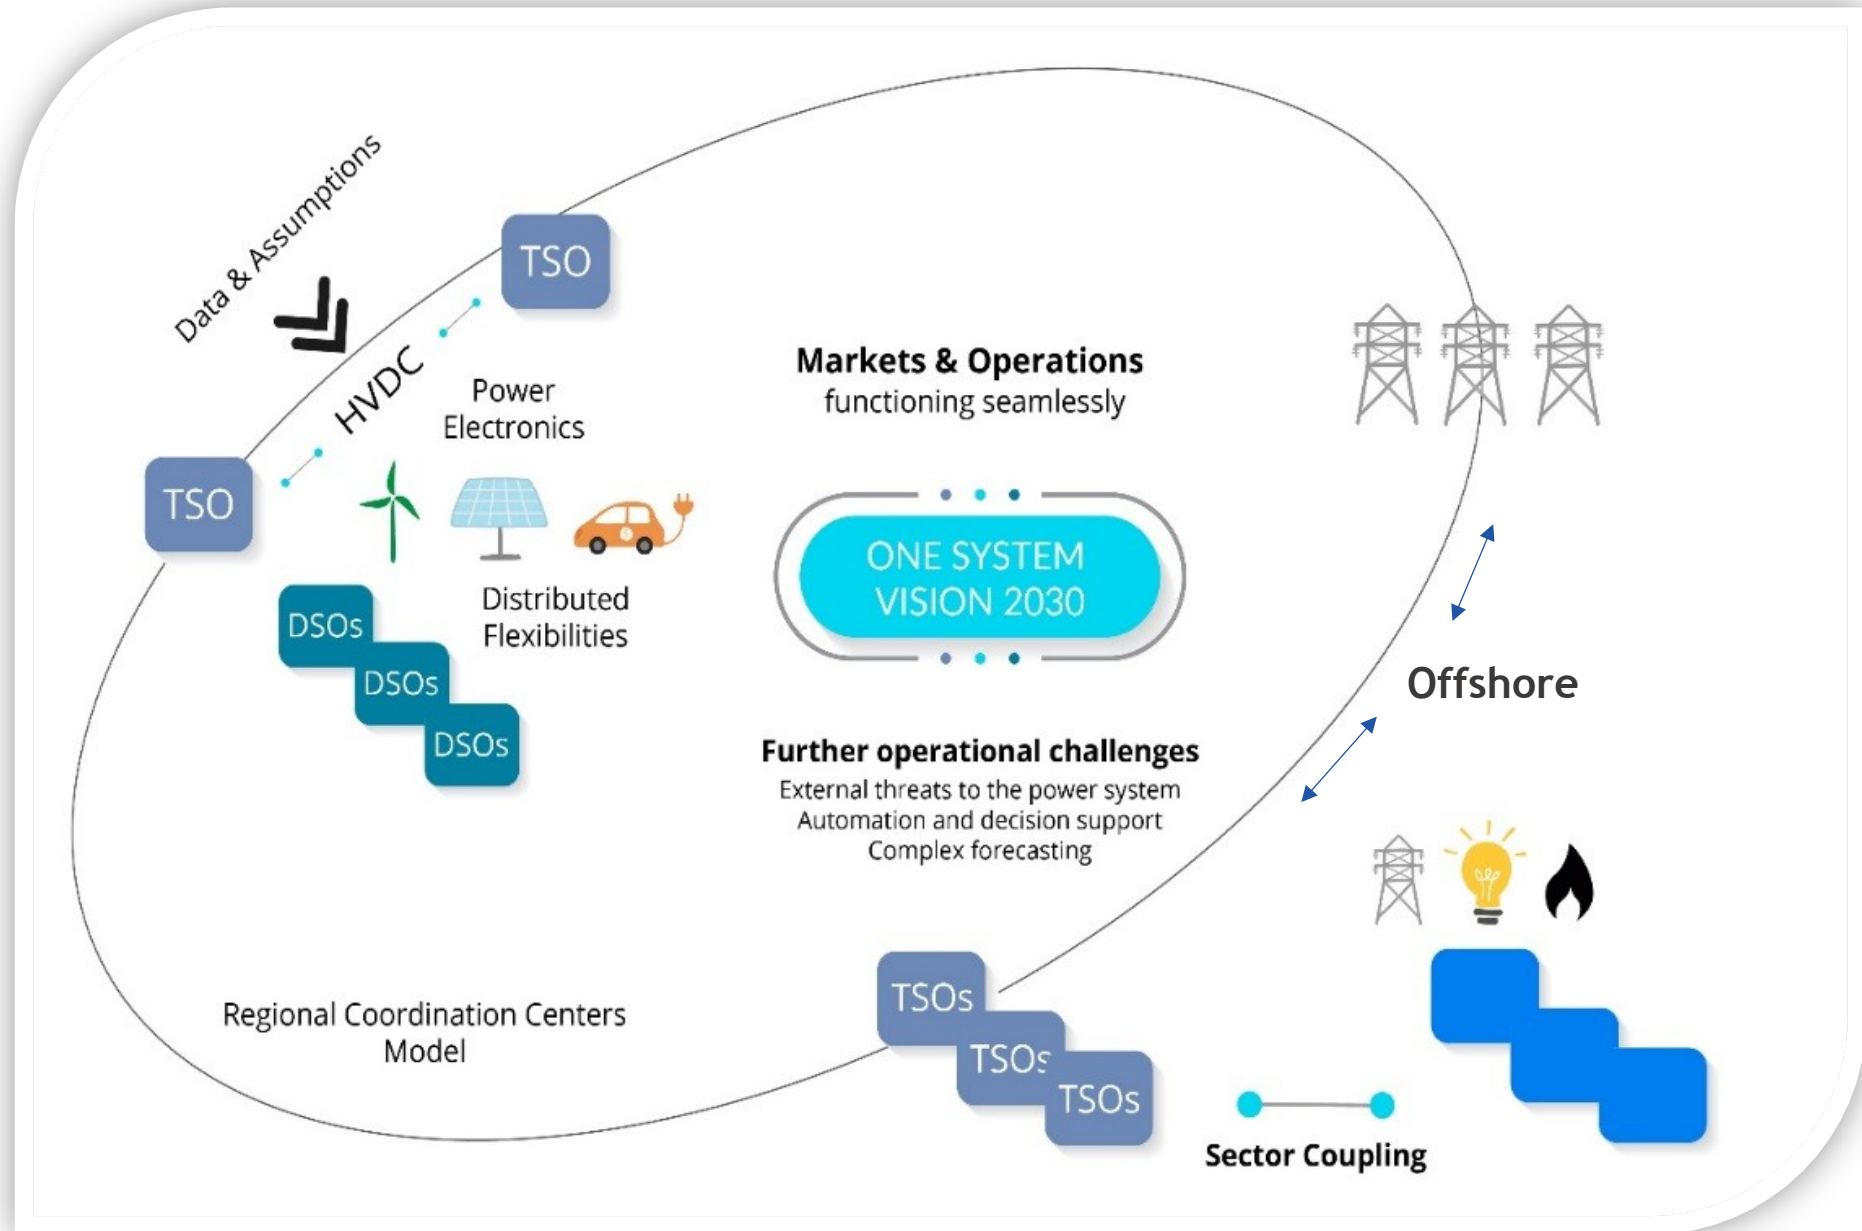 Data & Assumptions
TSO
HVDC
Power
Electronics
TSO
Distributed
Flexibilities
DSOs
DSOs
DSOs
Markets & Operations
functioning seamlessly
ONE SYSTEM
VISION 2030
Offshore
Further operational challenges
External threats to the power system
Automation and decision support
Complex forecasting
Regional Coordination Centers
Model
TSOs
TSOs
TSOs
Sector Coupling